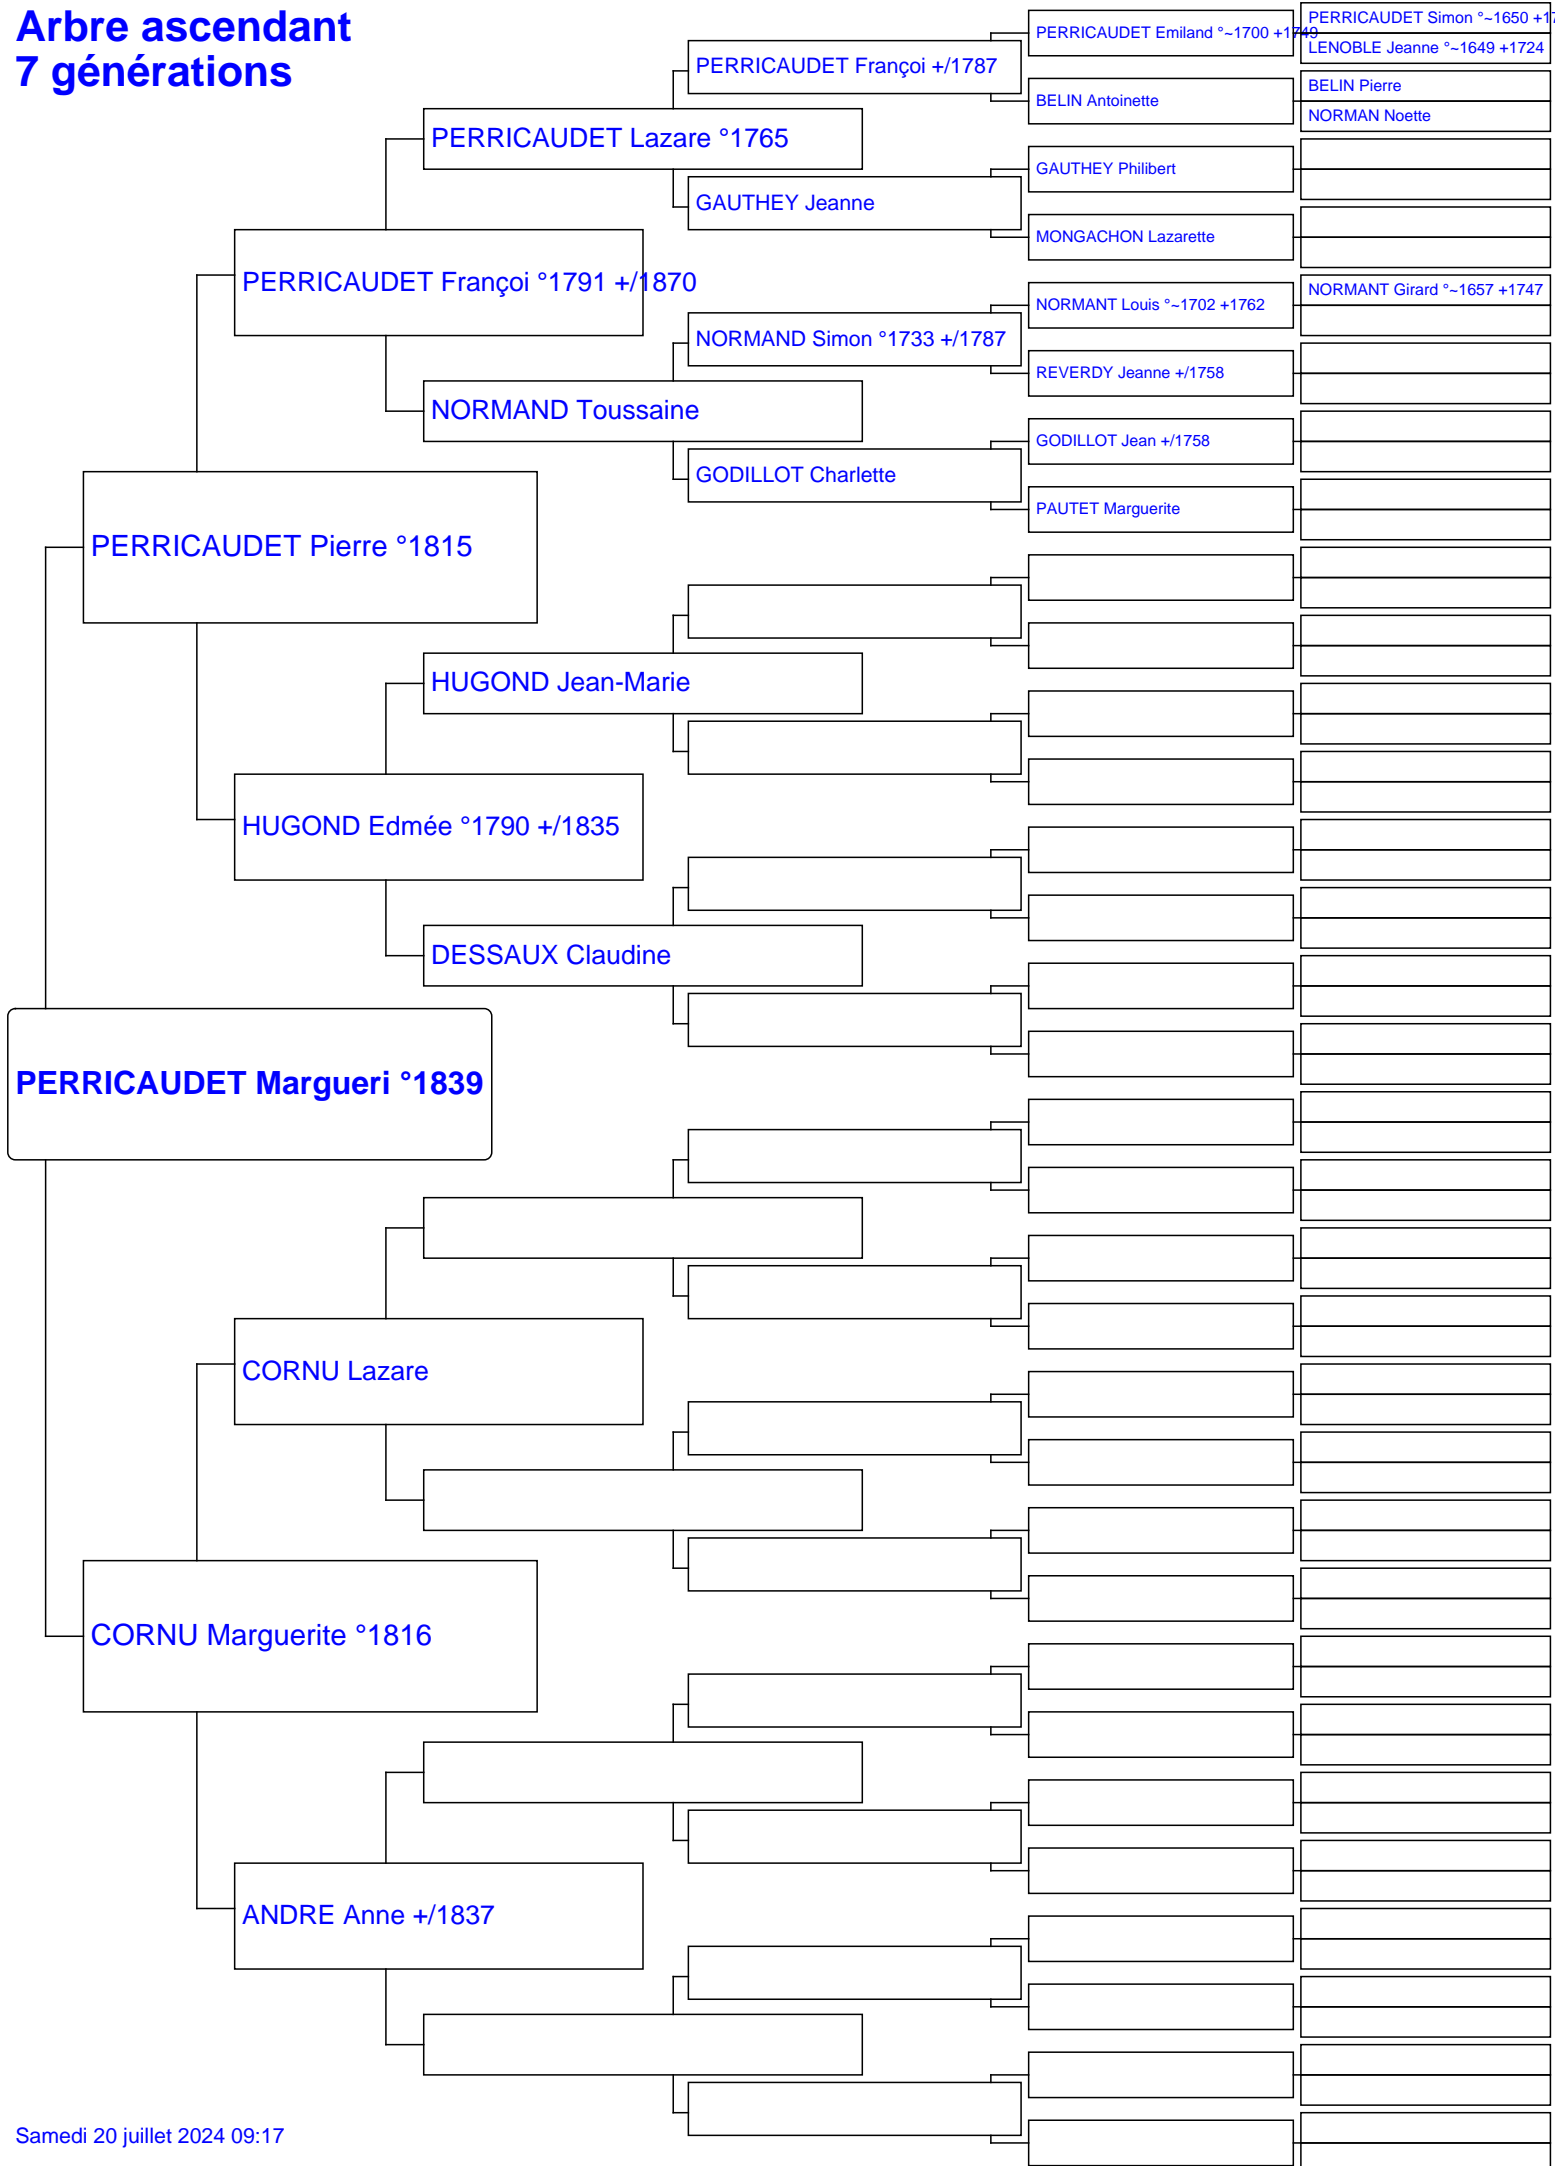 Arbre ascendant
7 générations
PERRICAUDET Simon °~1650 +17
PERRICAUDET Emiland °~1700 +1749
LENOBLE Jeanne °~1649 +1724
PERRICAUDET Françoi +/1787
BELIN Pierre
BELIN Antoinette
NORMAN Noette
PERRICAUDET Lazare °1765
GAUTHEY Philibert
GAUTHEY Jeanne
MONGACHON Lazarette
PERRICAUDET Françoi °1791 +/1870
NORMANT Girard °~1657 +1747
NORMANT Louis °~1702 +1762
NORMAND Simon °1733 +/1787
REVERDY Jeanne +/1758
NORMAND Toussaine
GODILLOT Jean +/1758
GODILLOT Charlette
PAUTET Marguerite
PERRICAUDET Pierre °1815
HUGOND Jean-Marie
HUGOND Edmée °1790 +/1835
DESSAUX Claudine
PERRICAUDET Margueri °1839
CORNU Lazare
CORNU Marguerite °1816
ANDRE Anne +/1837
Samedi 20 juillet 2024 09:17